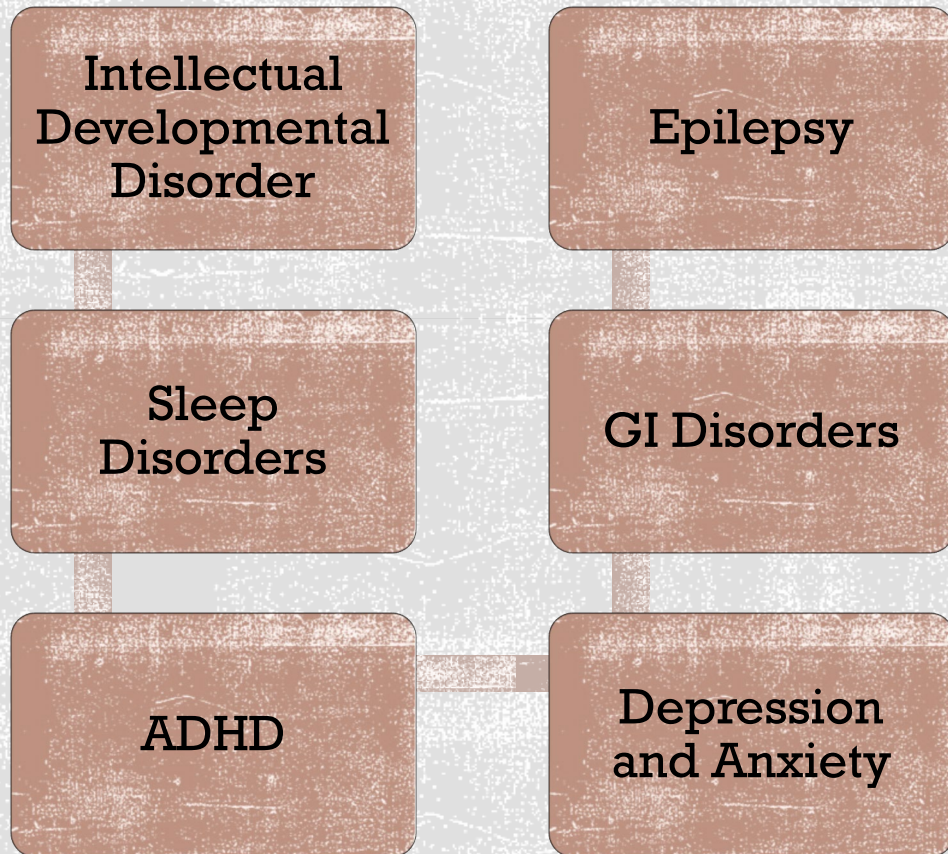 Intellectual
Developmental
Disorder
Sleep
Disorders
ADHD
Depression
and Anxiety
GI Disorders
Epilepsy